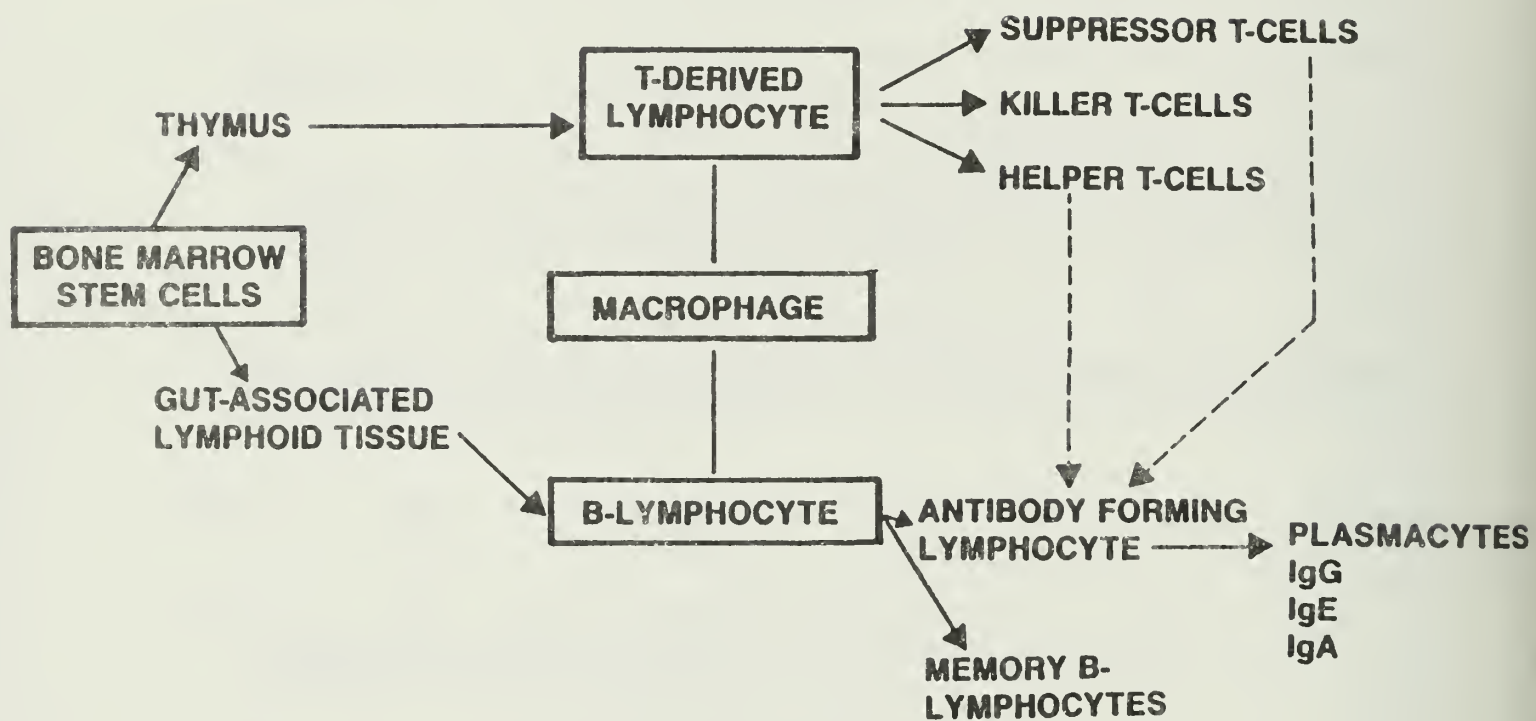 SUPPRESSOR T-CELLS
T-DERIVED
LYMPHOCYTE
KILLER T-CELLS
THYMUS
HELPER T-CELLS
BONE MARROW
STEM CELLS
MACROPHAGE
GUT-ASSOCIATED
LYMPHOID TISSUE
B-LYMPHOCYTE
ANTIBODY FORMING
LYMPHOCYTE
PLASMACYTES
IgG
IgE
IgA
MEMORY B-
LYMPHOCYTES